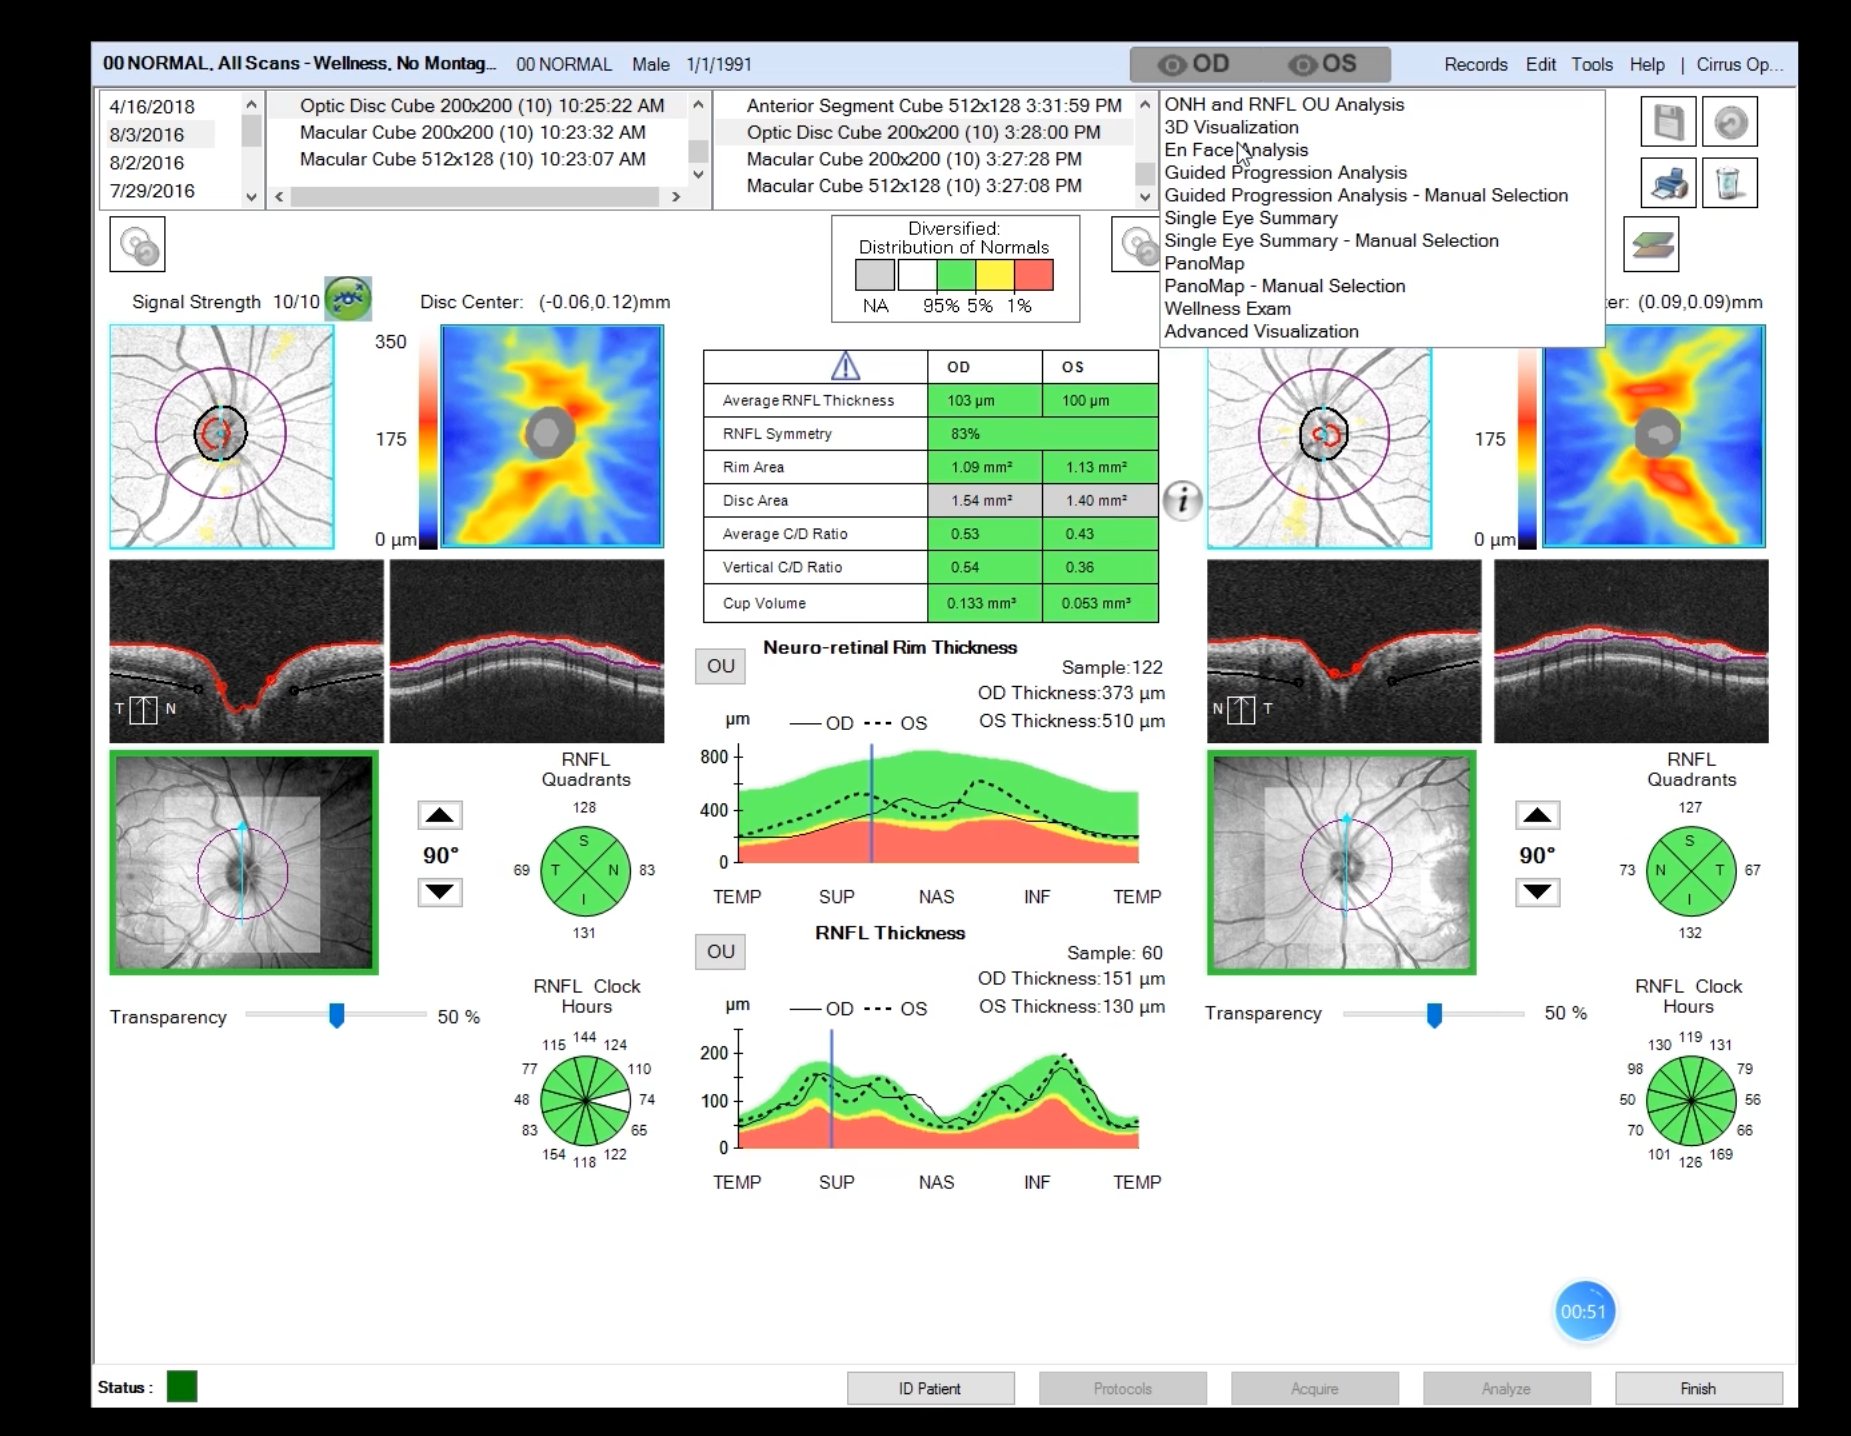 00 NORMAL, All Scans - Wellness, No Montag... 00 NORMAL Male 1/1/1991 OD OS Records Edit Tools Help | Cirrus Op...
4/16/2018
8/3/2016
8/2/2016
7/29/2016
Optic Disc Cube 200x200 (10) 10:25:22 AM
Macular Cube 200x200 (10) 10:23:32 AM
Macular Cube 512x128 (10) 10:23:07 AM
Anterior Segment Cube 512x128 3:31:59 PM
Optic Disc Cube 200x200 (10) 3:28:00 PM
Macular Cube 200x200 (10) 3:27:28 PM
Macular Cube 512x128 (10) 3:27:08 PM
ONH and RNFL OU Analysis
3D Visualization
En Face Analysis
Guided Progression Analysis
Guided Progression Analysis - Manual Selection
Single Eye Summary
Single Eye Summary - Manual Selection
PanoMap
PanoMap - Manual Selection
Wellness Exam
Advanced Visualization
Diversified:
Distribution of Normals
NA 95% 5% 1%
Signal Strength 10/10 Disc Center: (-0.06,0.12)mm
350
175
0 µm
OD OS
Average RNFL Thickness 103 µm 100 µm
RNFL Symmetry 83%
Rim Area 1.09 mm² 1.13 mm²
Disc Area 1.54 mm² 1.40 mm²
Average C/D Ratio 0.53 0.43
Vertical C/D Ratio 0.54 0.36
Cup Volume 0.133 mm³ 0.053 mm³
i
er: (0.09,0.09)mm
175
0 µm
T N
N T
OU
Neuro-retinal Rim Thickness
Sample:122
OD Thickness:373 µm
OS Thickness:510 µm
µm OD OS
800
400
0
TEMP SUP NAS INF TEMP
RNFL
Quadrants
128
S
69 T N 83
I
131
90°
RNFL Clock
Hours
115 144 124
77 110
48 74
83 65
154 118 122
Transparency 50 %
OU
RNFL Thickness
Sample: 60
OD Thickness:151 µm
OS Thickness:130 µm
µm OD OS
200
100
0
TEMP SUP NAS INF TEMP
RNFL
Quadrants
127
S
73 N T 67
I
132
90°
RNFL Clock
Hours
130 119 131
98 79
50 56
70 66
101 126 169
Transparency 50 %
00:51
Status : ID Patient Protocols Acquire Analyze Finish